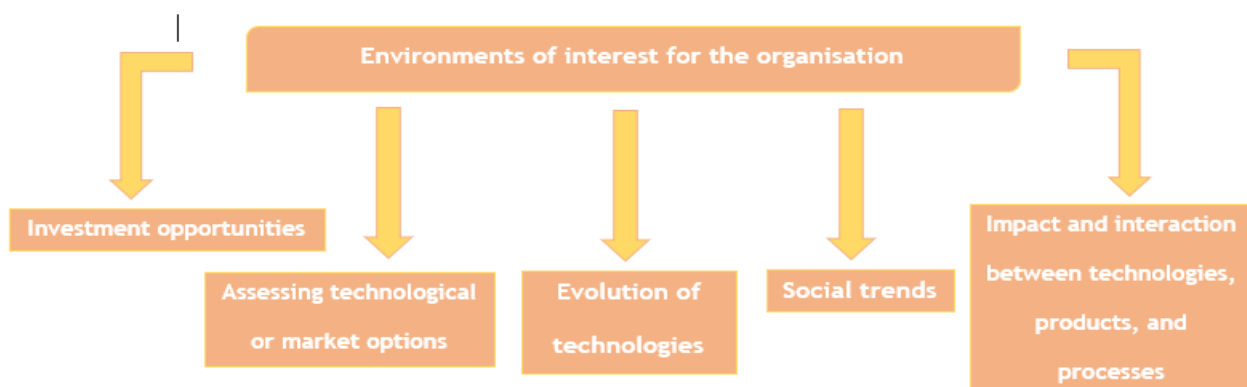 Environments of interest for the organisation
Investment opportunities
Assessing technological
or market options
Evolution of
technologies
Social trends
Impact and interaction
between technologies,
products, and
processes